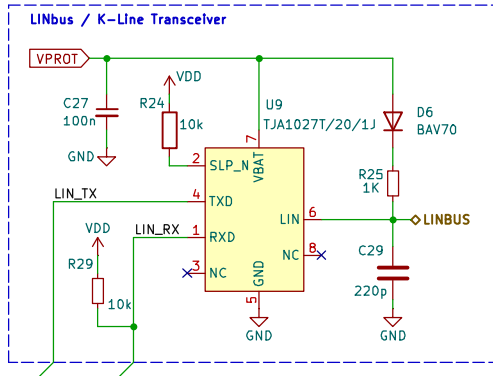 LINbus / K-Line Transceiver
VPROT
VDD
C27
100n
R24
10k
U9
TJA1027T/20/1J
D6
BAV70
GND
7
VBAT
2
SLP_N
R25
1K
LIN_TX
4
TXD
LIN
6
LINBUS
VDD
LIN_RX
1
RXD
NC
8
C29
220p
R29
10k
3
NC
GND
5
GND
GND